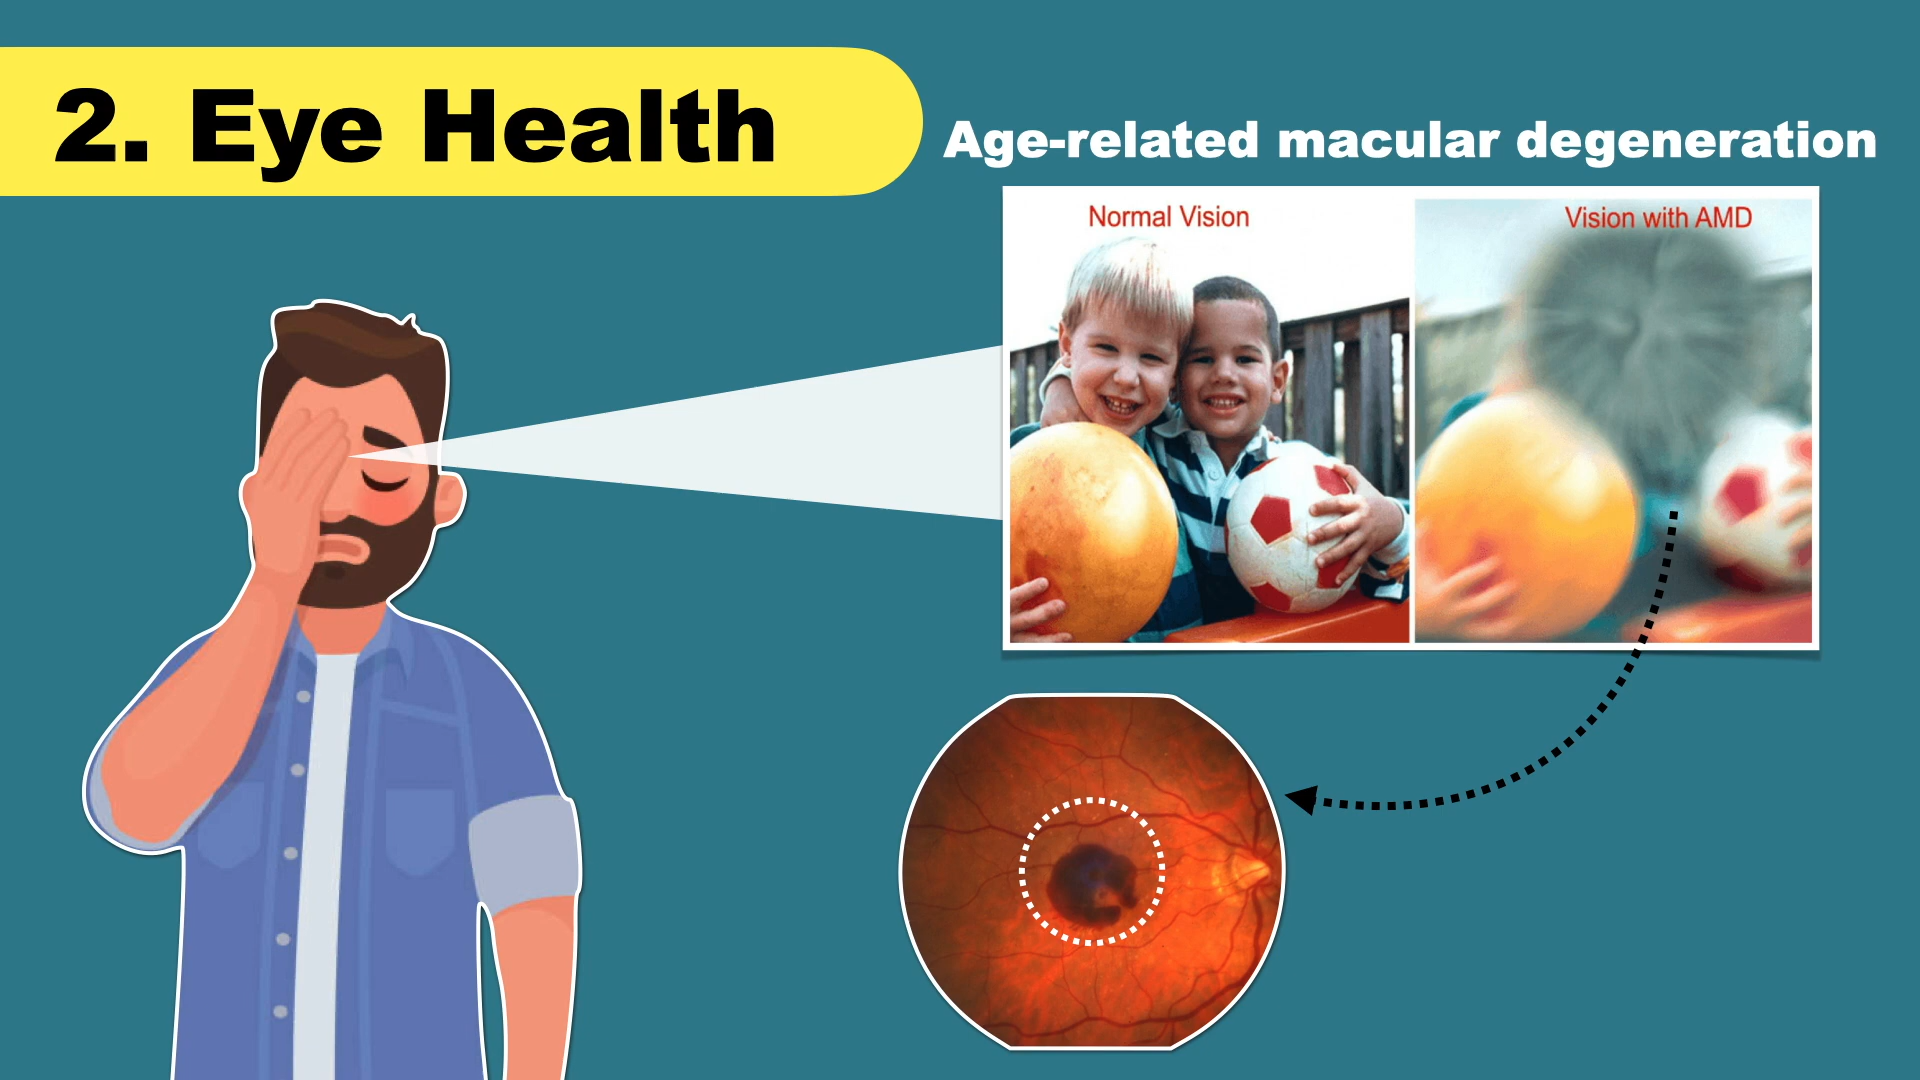 2. Eye Health
Age-related macular degeneration
Normal Vision
Vision with AMD